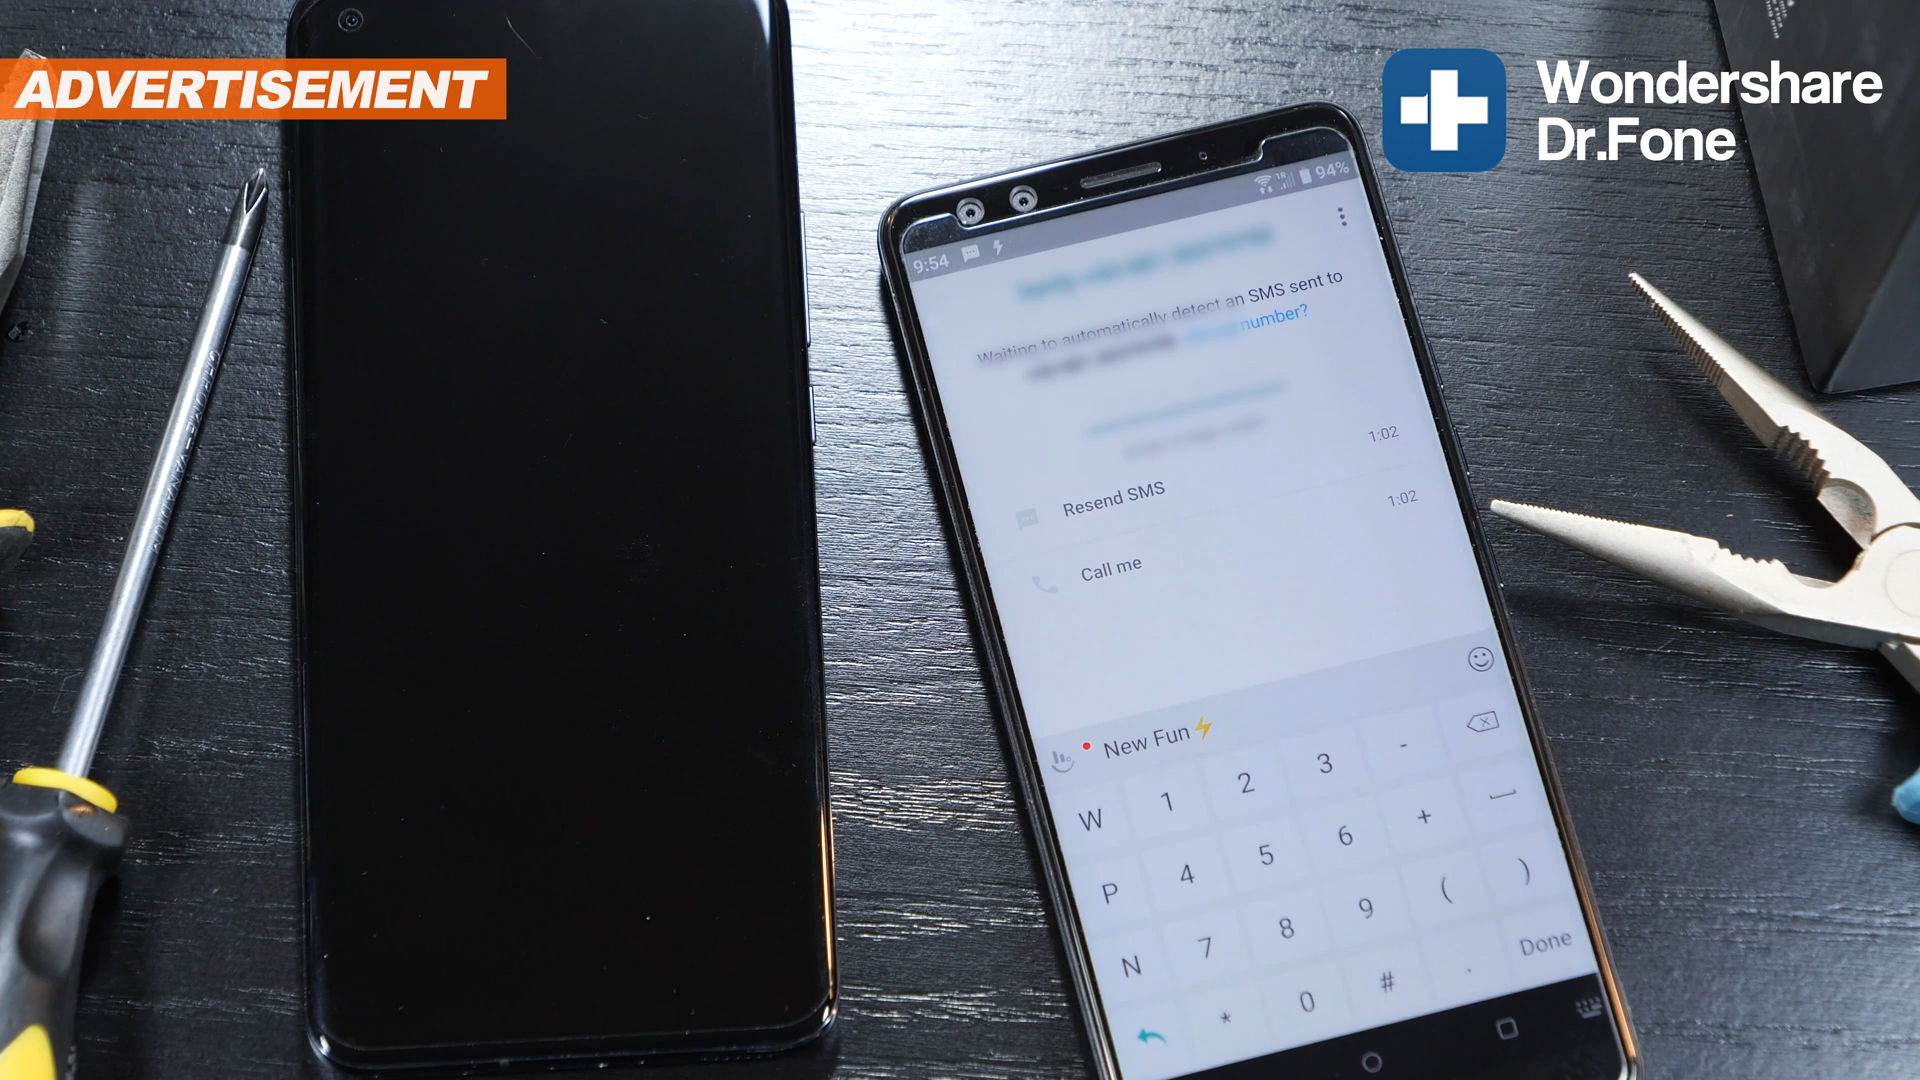 ADVERTISEMENT
Wondershare
Dr.Fone
9:54
1R
94%
Waiting to automatically detect an SMS sent to
number?
Resend SMS
1:02
Call me
1:02
New Fun⚡
W 1 2 3 -
P 4 5 6 +
N 7 8 9 ( )
* 0 # . Done